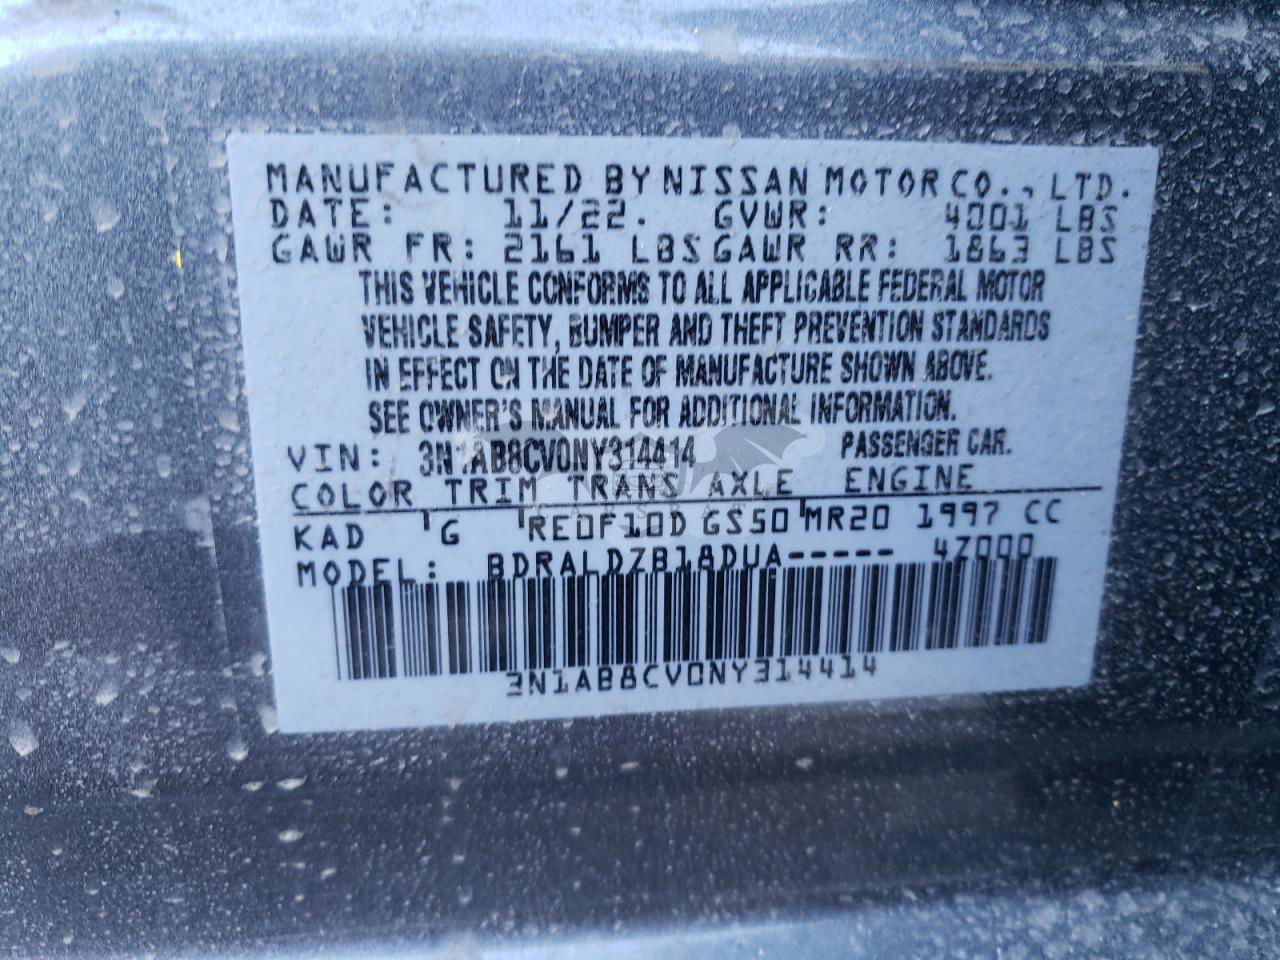 MANUFACTURED BY NISSAN MOTOR CO., LTD.
DATE: 11/22. GVWR: 4001 LBS
GAWR FR: 2161 LBS GAWR RR: 1863 LBS
THIS VEHICLE CONFORMS TO ALL APPLICABLE FEDERAL MOTOR
VEHICLE SAFETY, BUMPER AND THEFT PREVENTION STANDARDS
IN EFFECT ON THE DATE OF MANUFACTURE SHOWN ABOVE.
SEE OWNER'S MANUAL FOR ADDITIONAL INFORMATION.
VIN: 3N1AB8CV0NY314414 PASSENGER CAR.
COLOR TRIM TRANS AXLE ENGINE
KAD G RE0F10D GS50 MR20 1997 CC
MODEL: BDRALDZB18DUA----- 4Z000
3N1AB8CV0NY314414